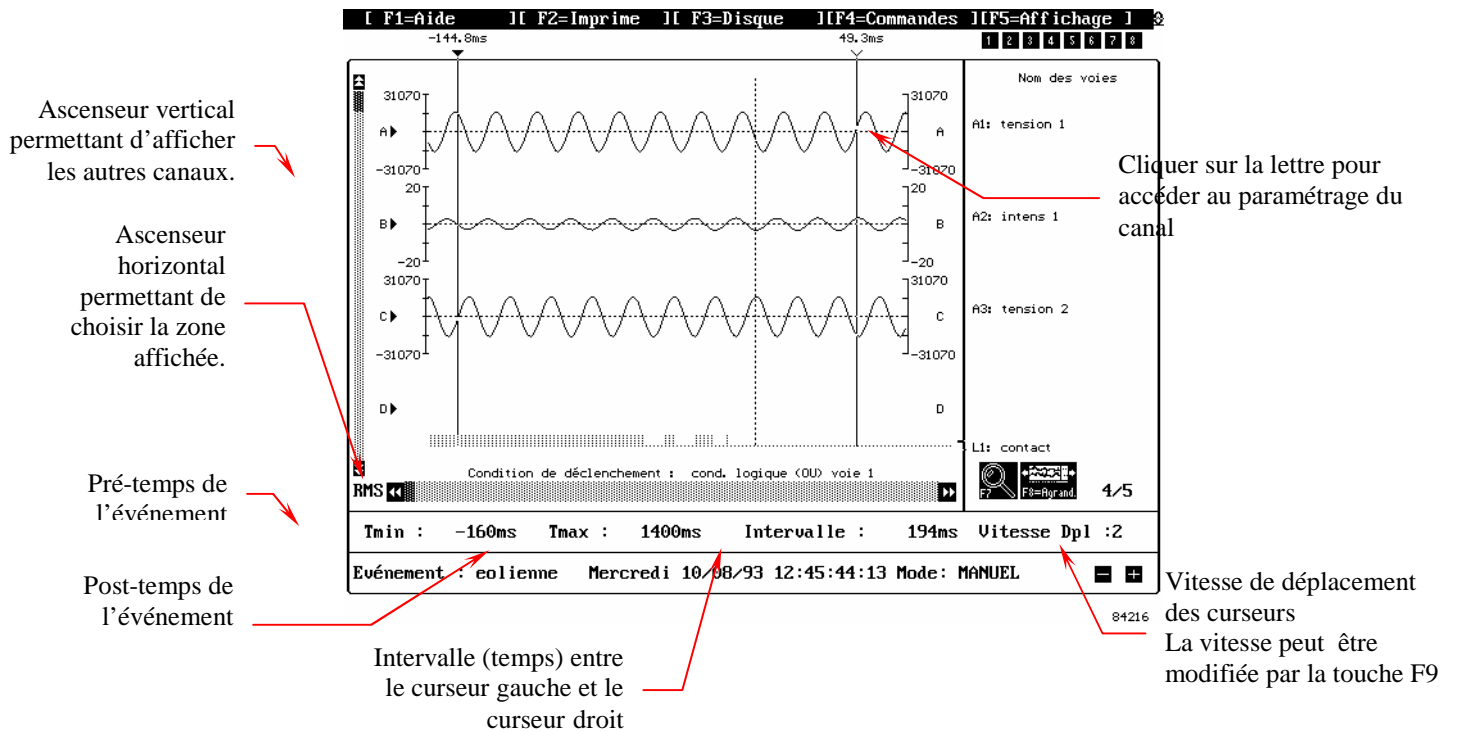 [ F1=Aide ][ F2=Imprime ][ F3=Disque ][F4=Commandes ][F5=Affichage ]
-144.8ms 49.3ms 1 2 3 4 5 6 7 8
Nom des voies
31070 31070
A A
-31070 -31070
A1: tension 1
20 20
B B
-20 -20
A2: intens 1
31070 31070
C C
-31070 -31070
A3: tension 2
D D
L1: contact
Condition de déclenchement : cond. logique (OU) voie 1
RMS F7 F8=Agrand. 4/5
Tmin : -160ms Tmax : 1400ms Intervalle : 194ms Vitesse Dpl :2
Evénement : eolienne Mercredi 10/08/93 12:45:44:13 Mode: MANUEL - +
84216
Ascenseur vertical
permettant d’afficher
les autres canaux.
Ascenseur
horizontal
permettant de
choisir la zone
affichée.
Pré-temps de
l’événement
Post-temps de
l’événement
Intervalle (temps) entre
le curseur gauche et le
curseur droit
Cliquer sur la lettre pour
accéder au paramétrage du
canal
Vitesse de déplacement
des curseurs
La vitesse peut être
modifiée par la touche F9